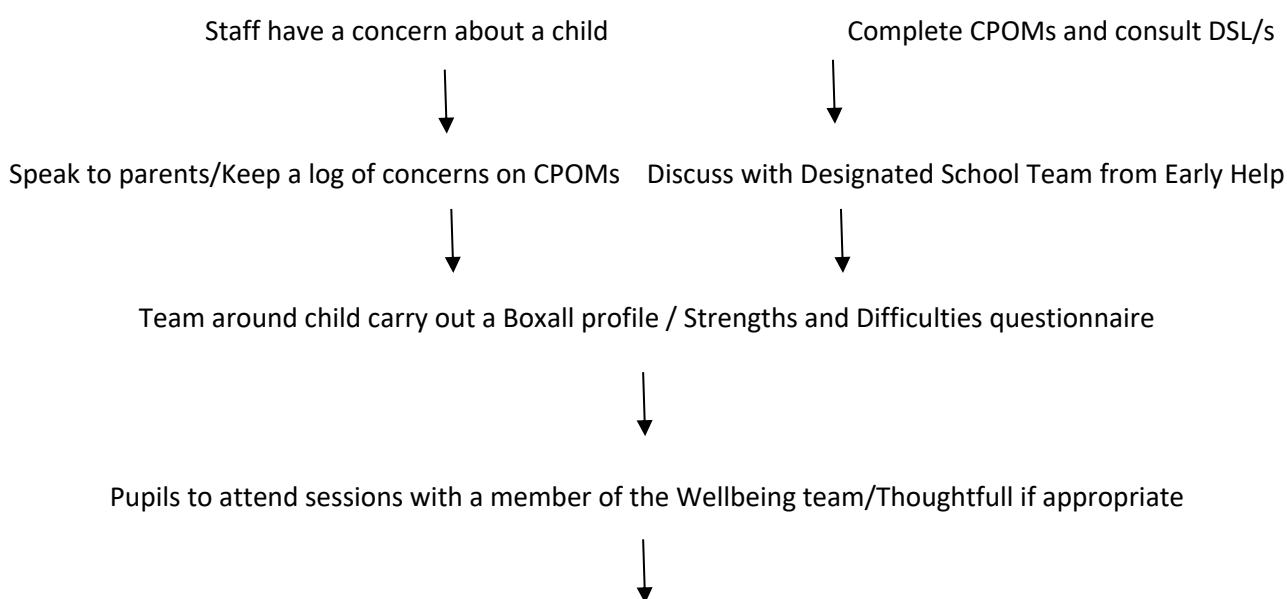 Staff have a concern about a child
Complete CPOMs and consult DSL/s
Speak to parents/Keep a log of concerns on CPOMs
Discuss with Designated School Team from Early Help
Team around child carry out a Boxall profile / Strengths and Difficulties questionnaire
Pupils to attend sessions with a member of the Wellbeing team/Thoughtfull if appropriate